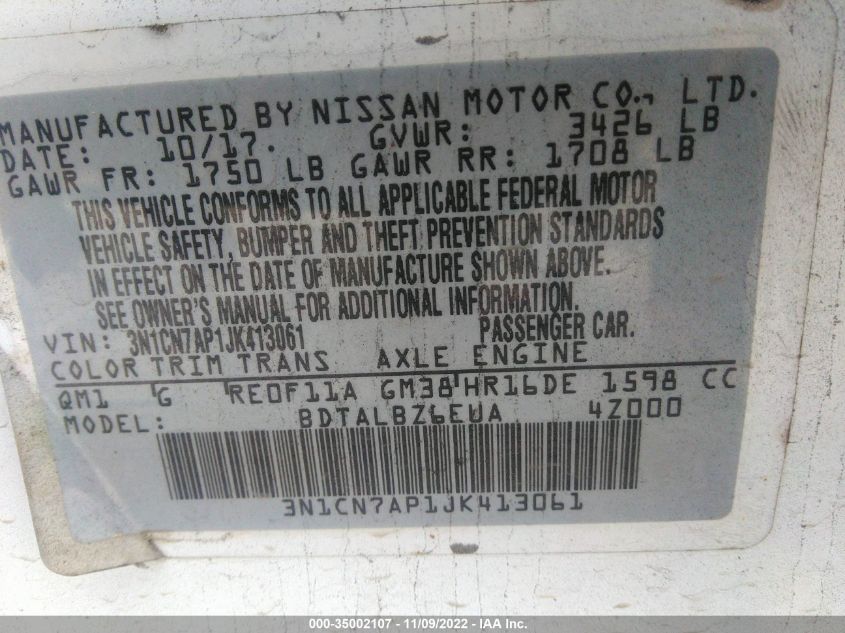 MANUFACTURED BY NISSAN MOTOR CO., LTD.
DATE: 10/17. GVWR: 3426 LB
GAWR FR: 1750 LB GAWR RR: 1708 LB
THIS VEHICLE CONFORMS TO ALL APPLICABLE FEDERAL MOTOR
VEHICLE SAFETY, BUMPER AND THEFT PREVENTION STANDARDS
IN EFFECT ON THE DATE OF MANUFACTURE SHOWN ABOVE.
SEE OWNER'S MANUAL FOR ADDITIONAL INFORMATION.
VIN: 3N1CN7AP1JK413061 PASSENGER CAR.
COLOR TRIM TRANS AXLE ENGINE
QM1 G RE0F11A GM38 HR16DE 1598 CC
MODEL: BDTALBZ6EUA 4Z000
3N1CN7AP1JK413061
000-35002107 - 11/09/2022 - IAAI.com